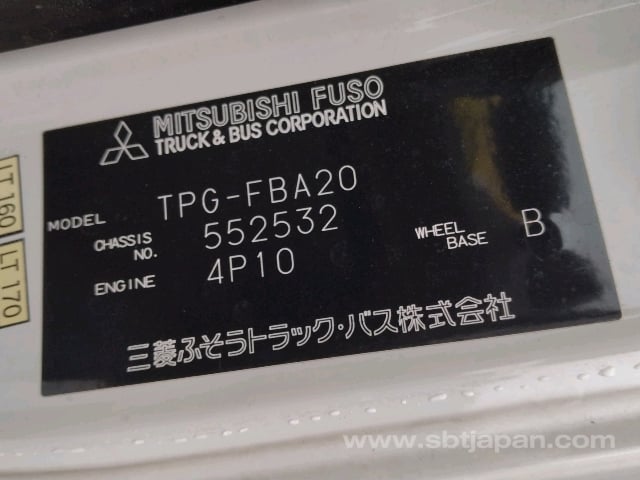 MITSUBISHI FUSO
TRUCK & BUS CORPORATION
MODEL TPG-FBA20
CHASSIS NO. 552532
ENGINE 4P10
WHEEL BASE B
三菱ふそうトラック・バス株式会社
LT 160
LT 170
www.sbtjapan.com